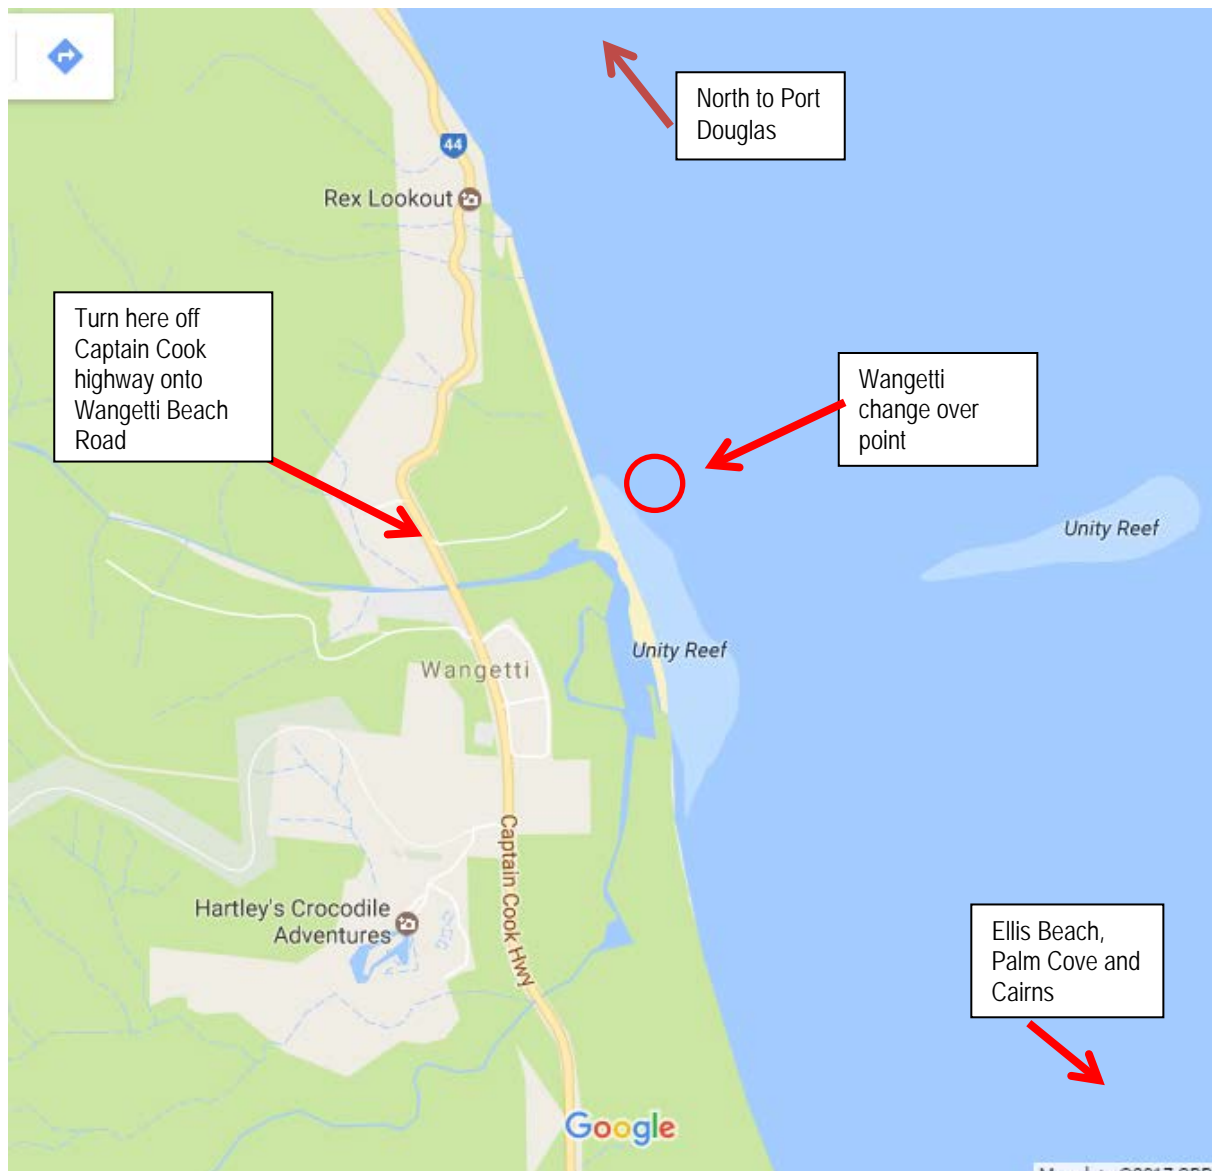 North to Port
Douglas
44
Rex Lookout
Turn here off
Captain Cook
highway onto
Wangetti Beach
Road
Wangetti
change over
point
Unity Reef
Unity Reef
Wangetti
Captain Cook Hwy
Hartley's Crocodile
Adventures
Ellis Beach,
Palm Cove and
Cairns
Google